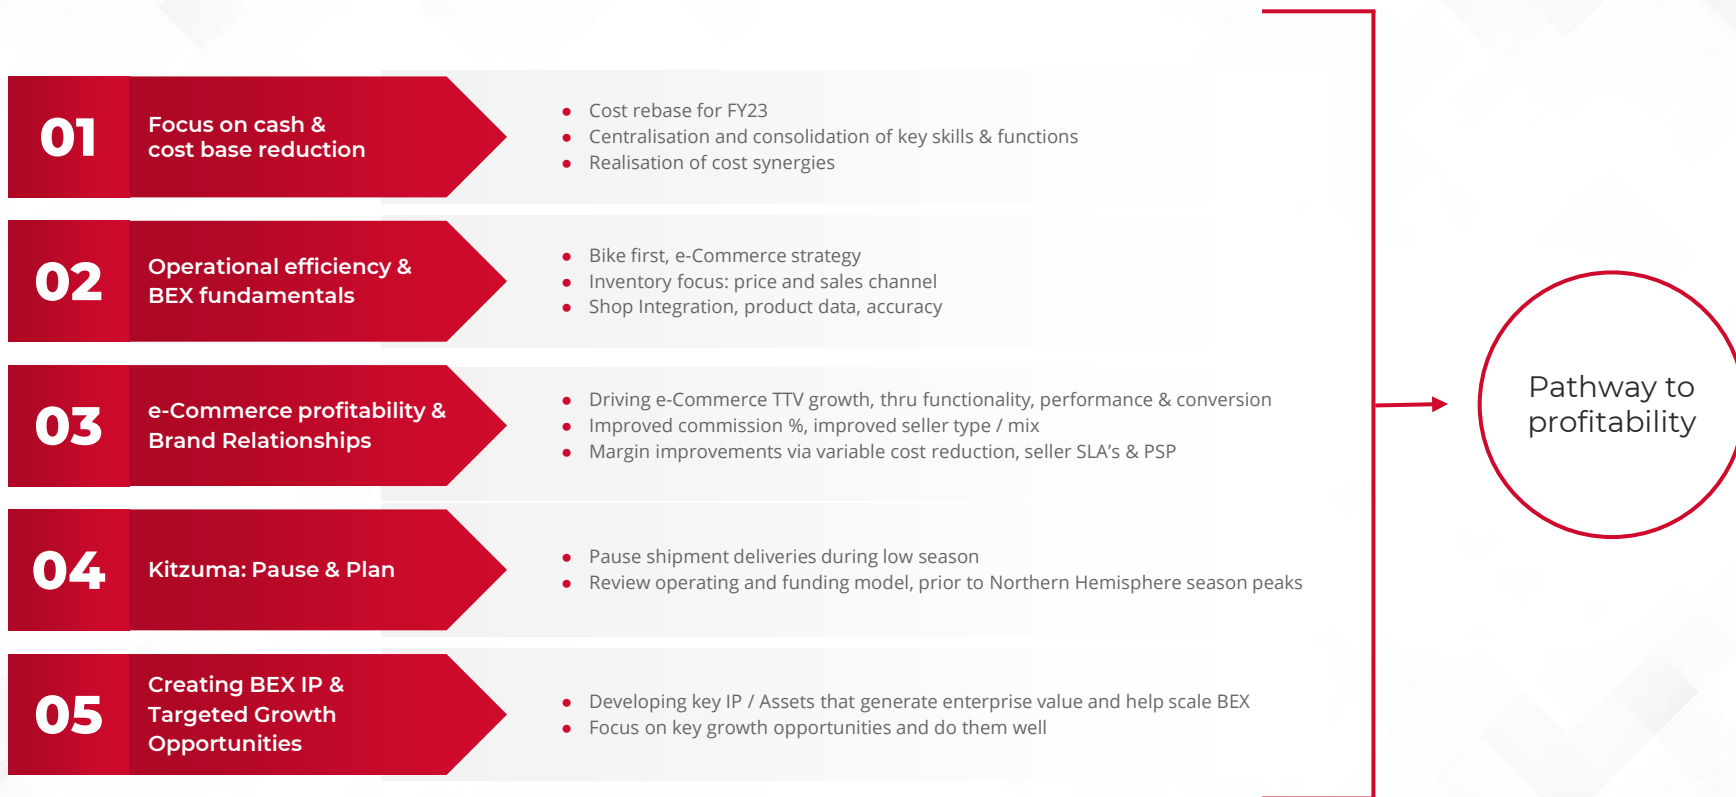 01
Focus on cash &
cost base reduction
● Cost rebase for FY23
● Centralisation and consolidation of key skills & functions
● Realisation of cost synergies
02
Operational efficiency &
BEX fundamentals
● Bike first, e-Commerce strategy
● Inventory focus: price and sales channel
● Shop Integration, product data, accuracy
03
e-Commerce profitability &
Brand Relationships
● Driving e-Commerce TTV growth, thru functionality, performance & conversion
● Improved commission %, improved seller type / mix
● Margin improvements via variable cost reduction, seller SLA's & PSP
04
Kitzuma: Pause & Plan
● Pause shipment deliveries during low season
● Review operating and funding model, prior to Northern Hemisphere season peaks
05
Creating BEX IP &
Targeted Growth
Opportunities
● Developing key IP / Assets that generate enterprise value and help scale BEX
● Focus on key growth opportunities and do them well
Pathway to
profitability